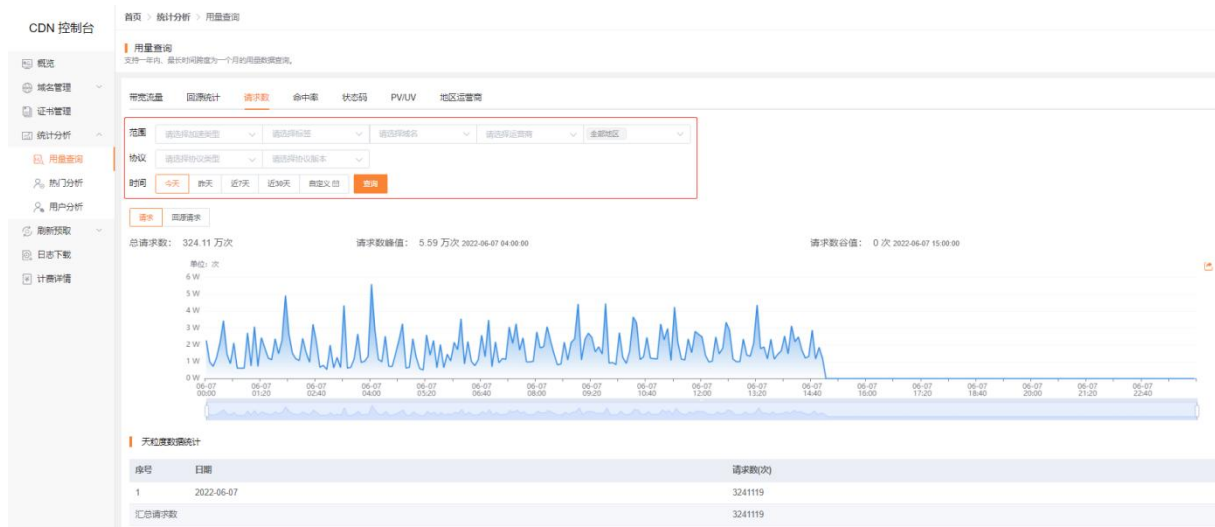 首页 > 统计分析 > 用量查询
CDN 控制台
用量查询
支持一年内、最长时间跨度为一个月的用量数据查询。
概览
域名管理
证书管理
统计分析
用量查询
热门分析
用户分析
刷新预取
日志下载
计费详情
带宽流量 回源统计 请求数 命中率 状态码 PV/UV 地区运营商
范围 请选择加速类型 请选择标签 请选择域名 请选择运营商 全部地区
协议 请选择协议类型 请选择协议版本
时间 今天 昨天 近7天 近30天 自定义 查询
请求 回源请求
总请求数: 324.11 万次 请求数峰值: 5.59 万次 2022-06-07 04:00:00 请求数谷值: 0 次 2022-06-07 15:00:00
单位: 次
6 W
5 W
4 W
3 W
2 W
1 W
0 W
06-07 06-07 06-07 06-07 06-07 06-07 06-07 06-07 06-07 06-07 06-07 06-07 06-07 06-07 06-07 06-07 06-07 06-07
00:00 01:20 02:40 04:00 05:20 06:40 08:00 09:20 10:40 12:00 13:20 14:40 16:00 17:20 18:40 20:00 21:20 22:40
天粒度数据统计
序号 日期 请求数(次)
1 2022-06-07 3241119
汇总请求数 3241119